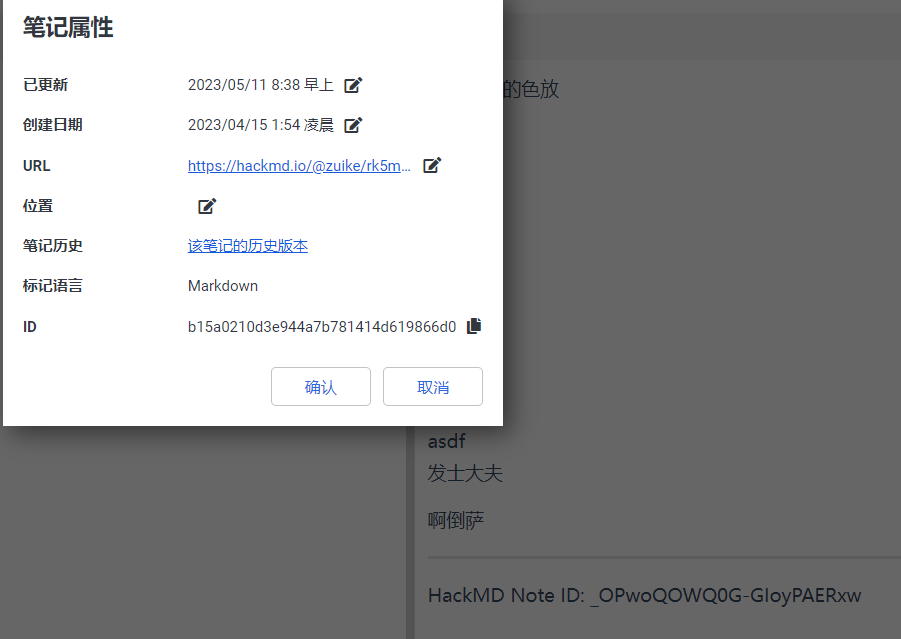 笔记属性
已更新 2023/05/11 8:38 早上
创建日期 2023/04/15 1:54 凌晨
URL https://hackmd.io/@zuike/rk5m...
位置
笔记历史 该笔记的历史版本
标记语言 Markdown
ID b15a0210d3e944a7b781414d619866d0
确认 取消
的色放
asdf
发士大夫
啊倒萨
HackMD Note ID: _OPwoQOWQ0G-GIoyPAERxw